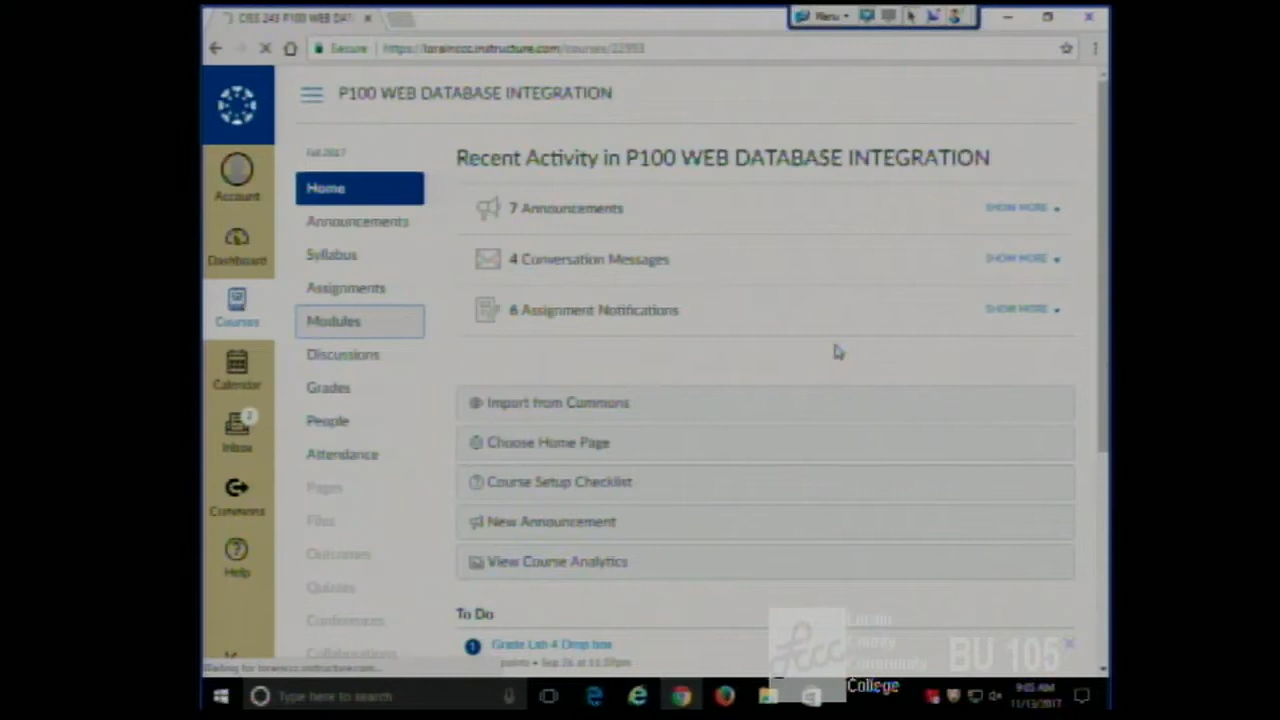 CISS 243 P100 WEB DAT
Menu
Secure https://lorainccc.instructure.com/courses/22953
P100 WEB DATABASE INTEGRATION
Fall 2017
Home
Announcements
Syllabus
Assignments
Modules
Discussions
Grades
People
Attendance
Pages
Files
Outcomes
Quizzes
Conferences
Collaborations
Account
Dashboard
Courses
Calendar
2
Inbox
Commons
Help
Recent Activity in P100 WEB DATABASE INTEGRATION
7 Announcements SHOW MORE
4 Conversation Messages SHOW MORE
6 Assignment Notifications SHOW MORE
Import from Commons
Choose Home Page
Course Setup Checklist
New Announcement
View Course Analytics
To Do
1 Grade Lab 4 Drop box
points • Sep 26 at 11:59pm
Waiting for lorainccc.instructure.com...
lccc
Lorain
County
Community
College
BU 105
Type here to search
9:05 AM
11/13/2017